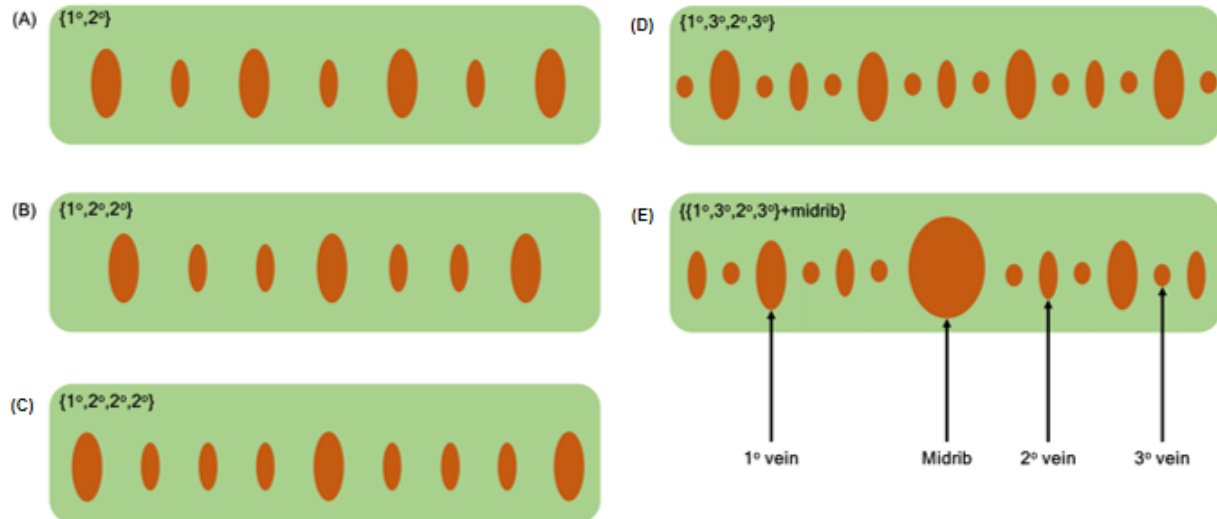 (A)
{1º,2º}
(B)
{1º,2º,2º}
(C)
{1º,2º,2º,2º}
(D)
{1º,3º,2º,3º}
(E)
{{1º,3º,2º,3º}+midrib}
1º vein
Midrib
2º vein
3º vein